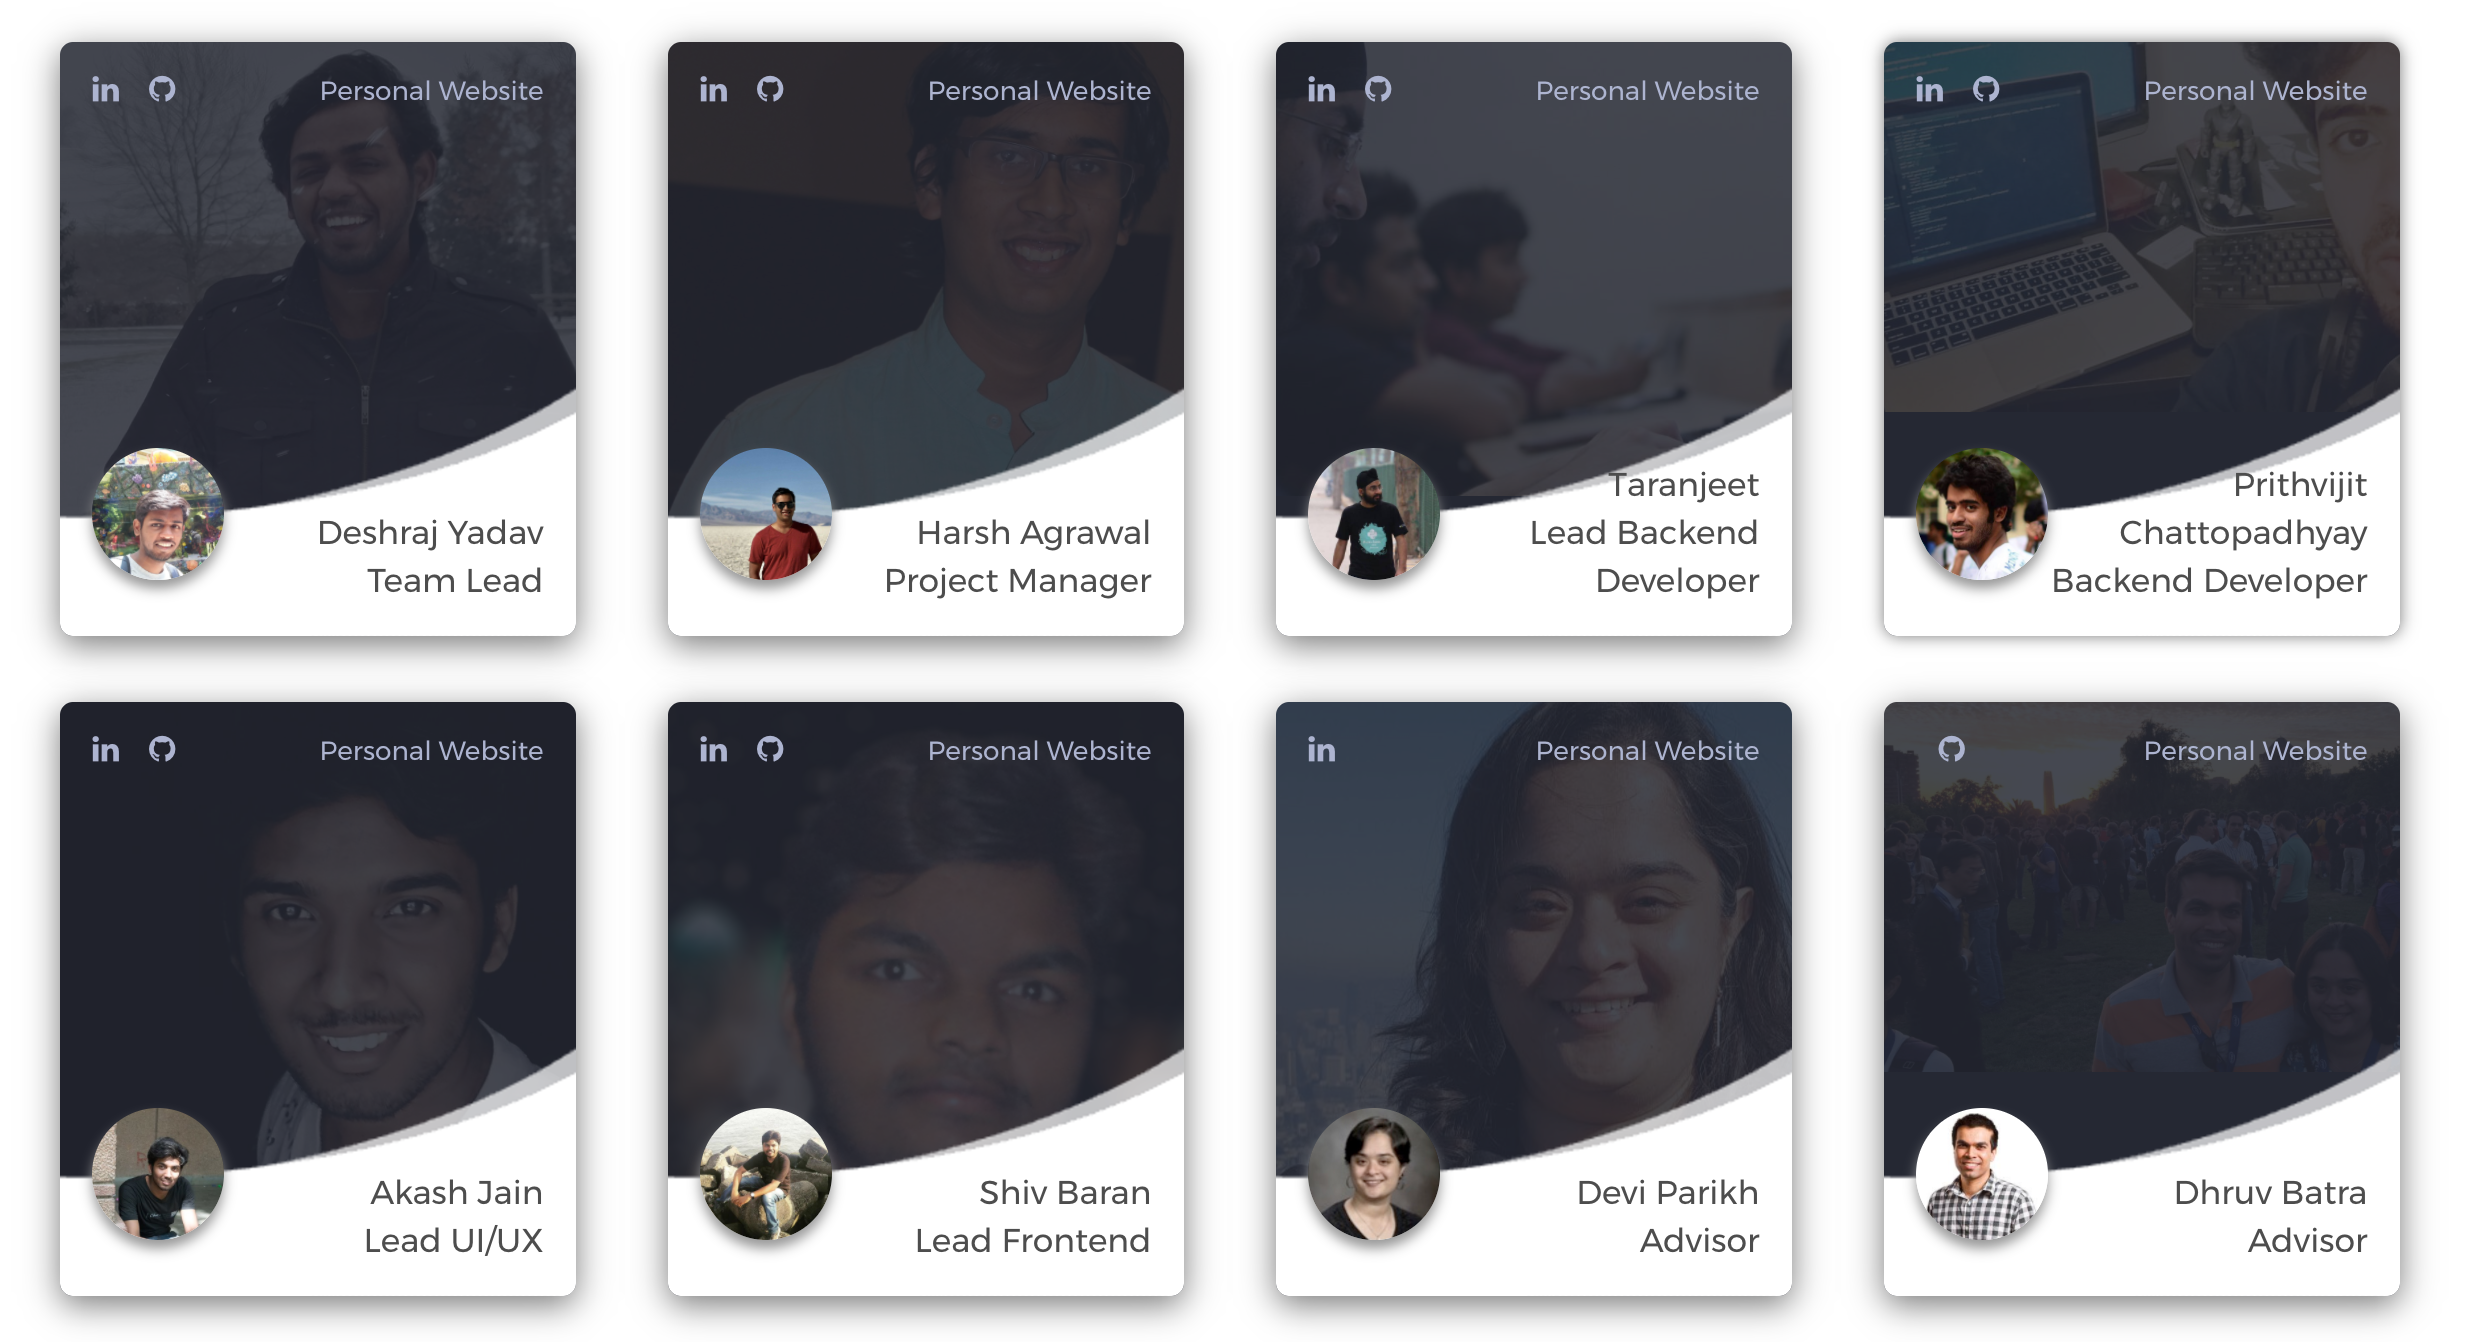 in
Personal Website
Deshraj Yadav
Team Lead
in
Personal Website
Harsh Agrawal
Project Manager
in
Personal Website
Taranjeet
Lead Backend
Developer
in
Personal Website
Prithvijit
Chattopadhyay
Backend Developer
in
Personal Website
Akash Jain
Lead UI/UX
in
Personal Website
Shiv Baran
Lead Frontend
in
Personal Website
Devi Parikh
Advisor
Personal Website
Dhruv Batra
Advisor